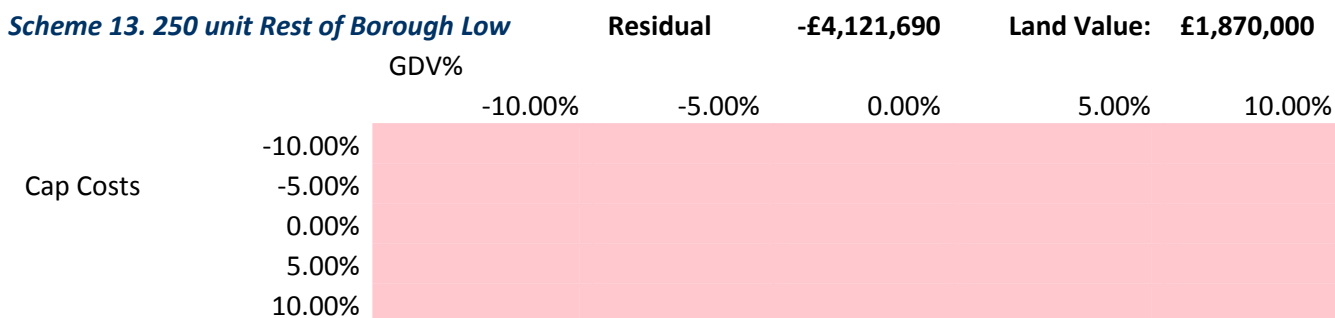 Scheme 13. 250 unit Rest of Borough Low Residual -£4,121,690 Land Value: £1,870,000
GDV%
-10.00% -5.00% 0.00% 5.00% 10.00%
-10.00%
Cap Costs -5.00%
0.00%
5.00%
10.00%